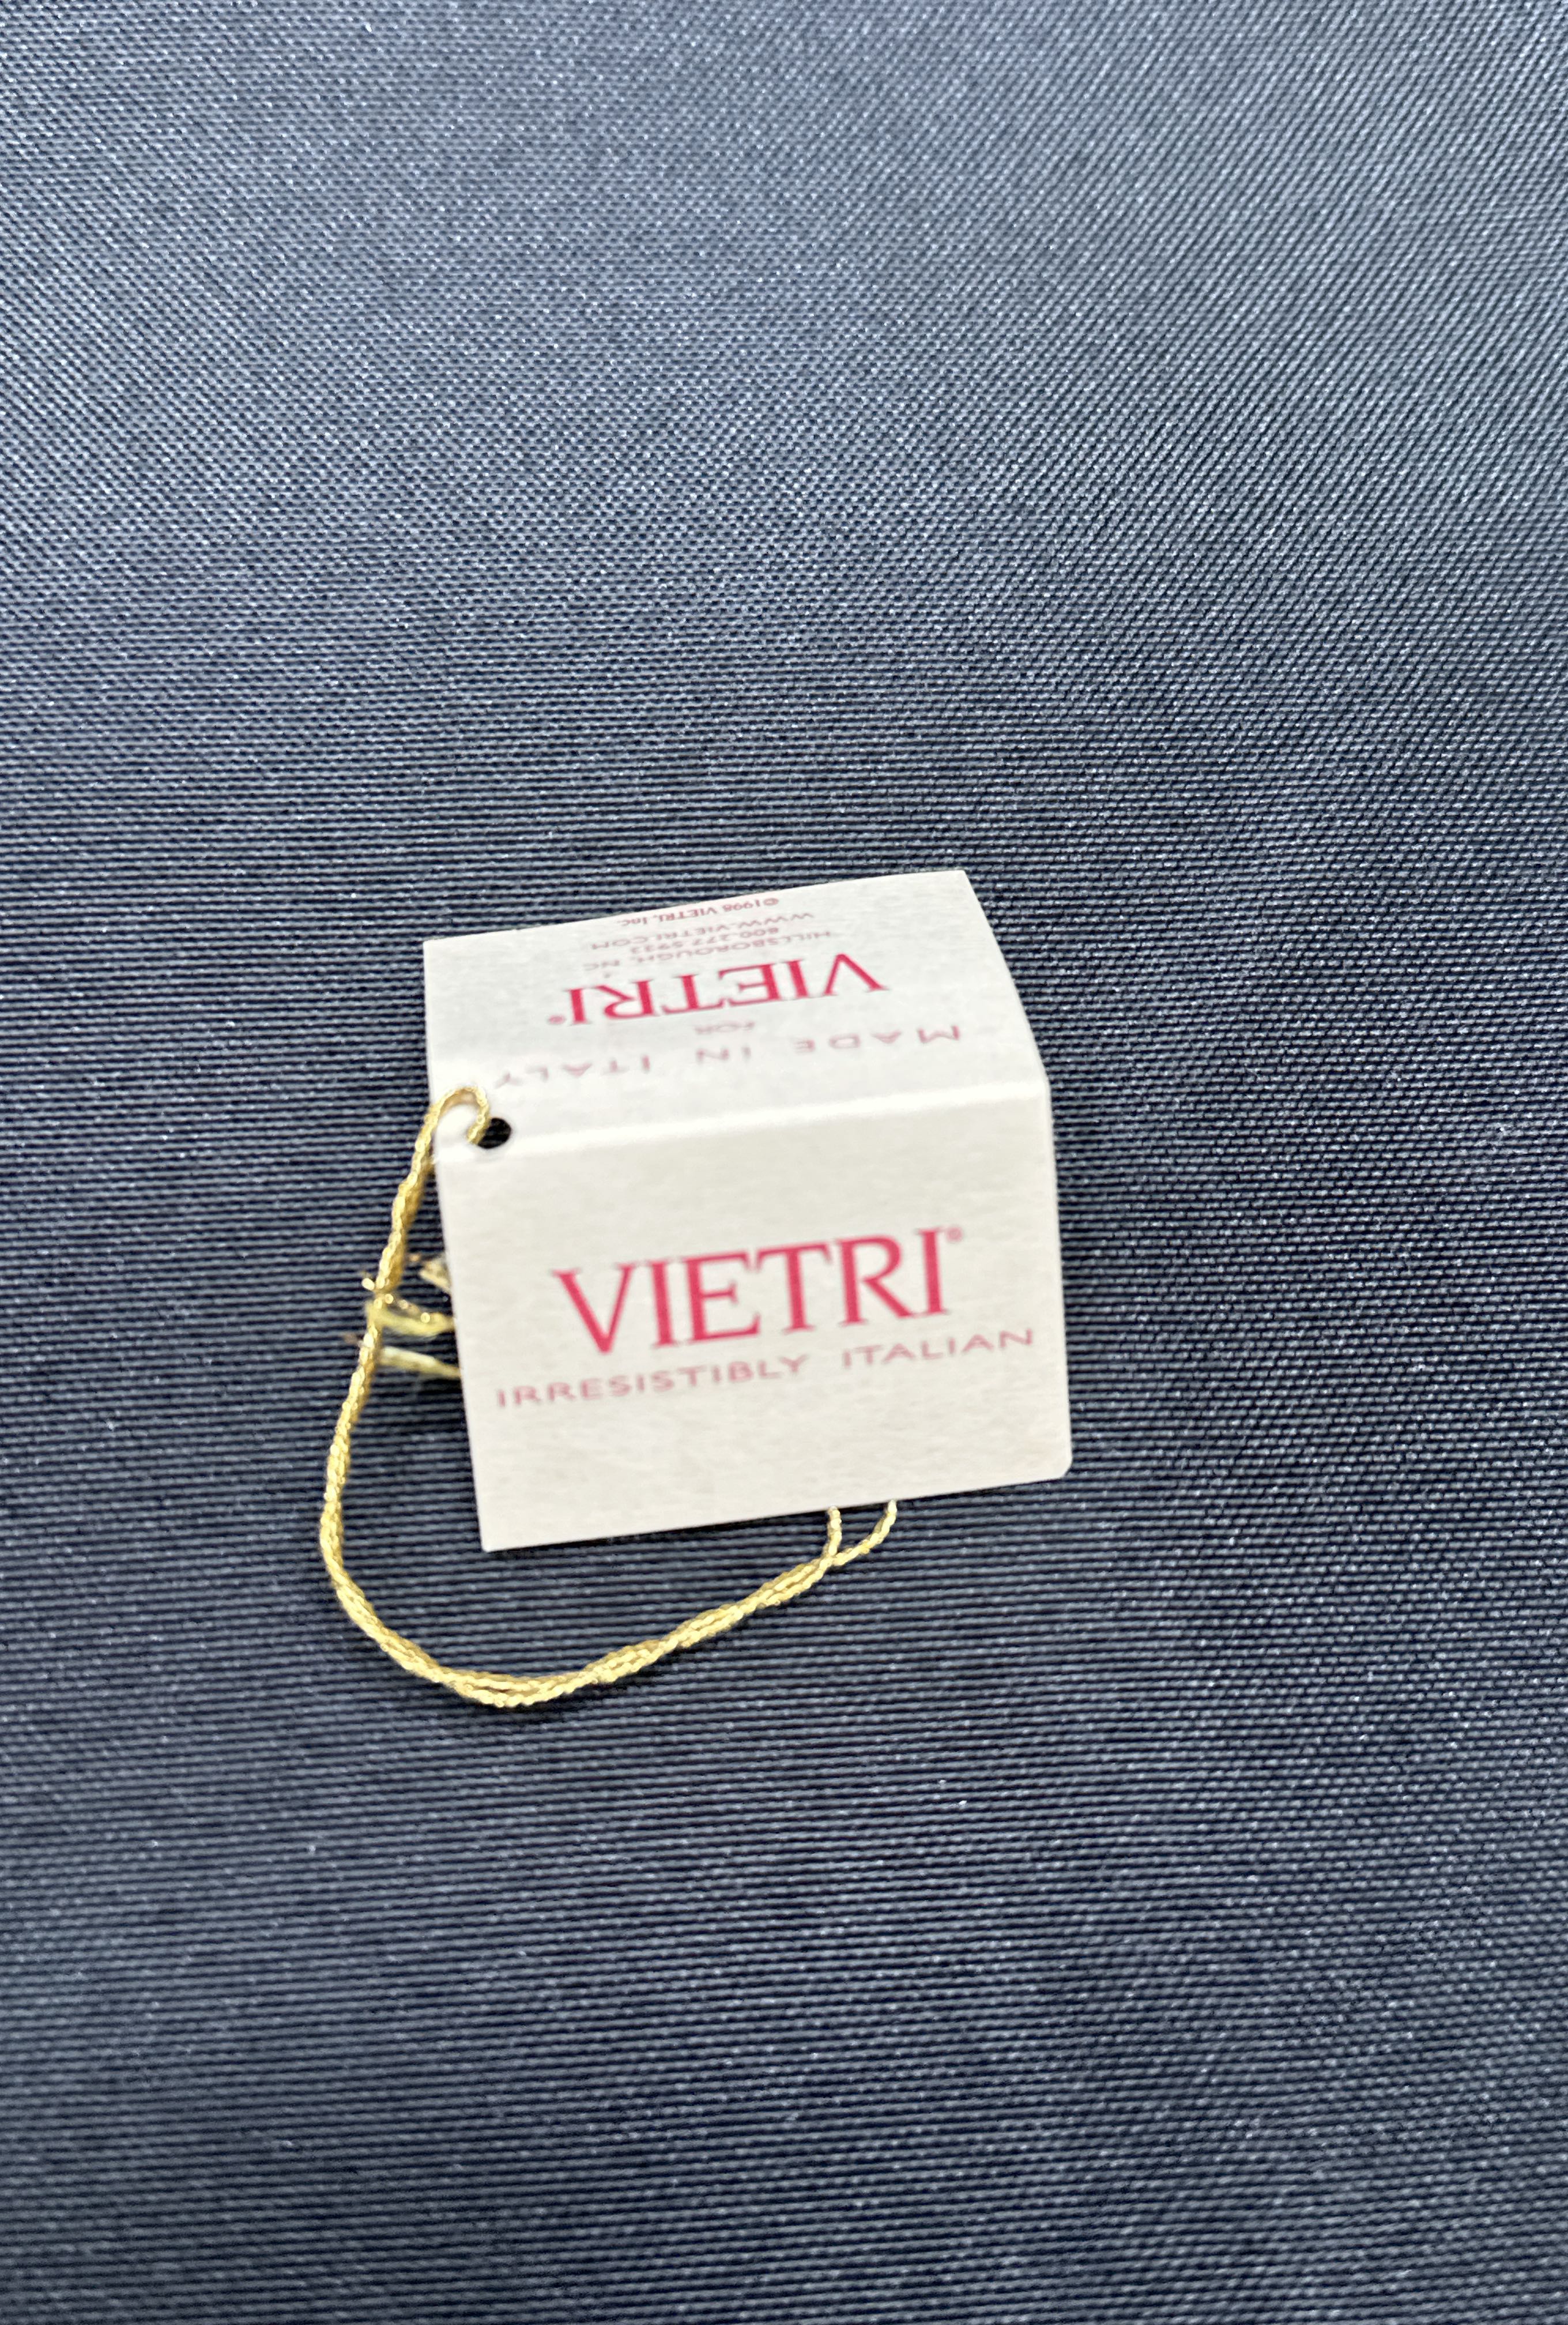 VIETRI®
IRRESISTIBLY ITALIAN
MADE IN ITALY
FOR
VIETRI®
HILLSBOROUGH, NC
800 277 5933
WWW.VIETRI.COM
©1998 VIETRI, Inc.